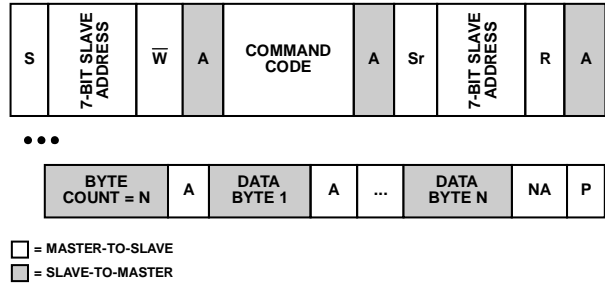 S 7-BIT SLAVE ADDRESS W̅ A COMMAND CODE A Sr 7-BIT SLAVE ADDRESS R A
•••
BYTE COUNT = N A DATA BYTE 1 A ... DATA BYTE N NA P
= MASTER-TO-SLAVE
= SLAVE-TO-MASTER